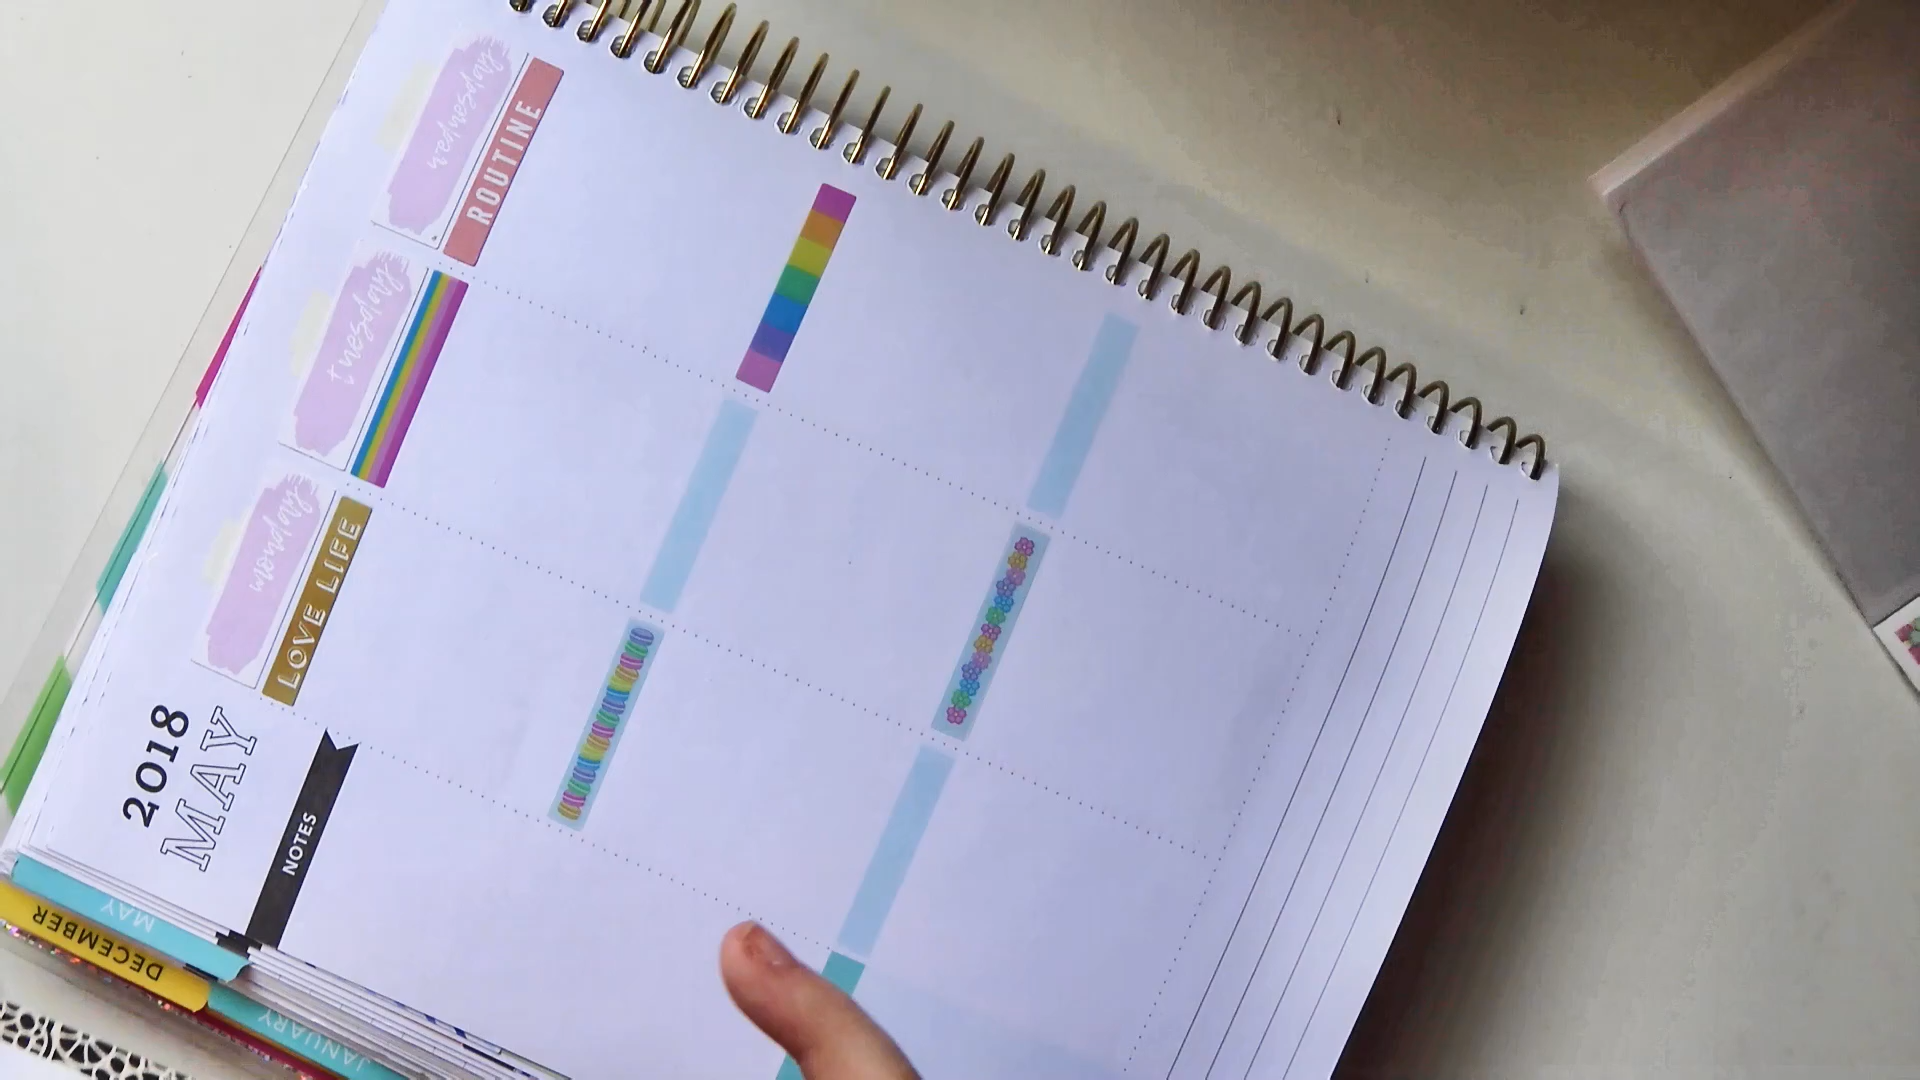 2018
MAY
NOTES
monday
LOVE LIFE
tuesday
wednesday
ROUTINE
MAY
DECEMBER
JANUARY